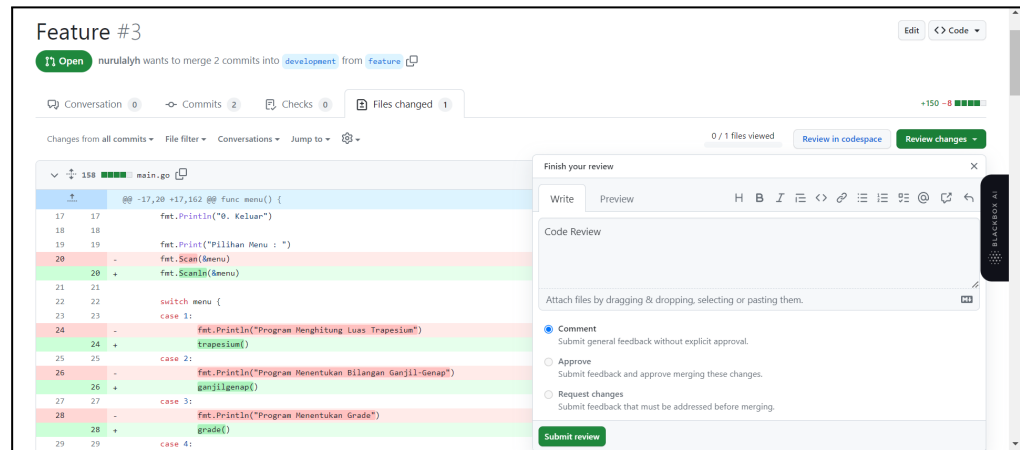 Feature #3
Edit
<> Code
Open
nurulalyh wants to merge 2 commits into development from feature
Conversation 0
Commits 2
Checks 0
Files changed 1
+150 −8
Changes from all commits
File filter
Conversations
Jump to
0 / 1 files viewed
Review in codespace
Review changes
158 main.go
@@ -17,20 +17,162 @@ func menu() {
17 17 fmt.Println("0. Keluar")
18 18
19 19 fmt.Print("Pilihan Menu : ")
20 - fmt.Scan(&menu)
20 + fmt.Scanln(&menu)
21 21
22 22 switch menu {
23 23 case 1:
24 - fmt.Println("Program Menghitung Luas Trapesium")
24 + trapesium()
25 25 case 2:
26 - fmt.Println("Program Menentukan Bilangan Ganjil-Genap")
26 + ganjilgenap()
27 27 case 3:
28 - fmt.Println("Program Menentukan Grade")
28 + grade()
29 29 case 4:
Finish your review
Write
Preview
Code Review
Attach files by dragging & dropping, selecting or pasting them.
Comment
Submit general feedback without explicit approval.
Approve
Submit feedback and approve merging these changes.
Request changes
Submit feedback that must be addressed before merging.
Submit review
BLACKBOX AI